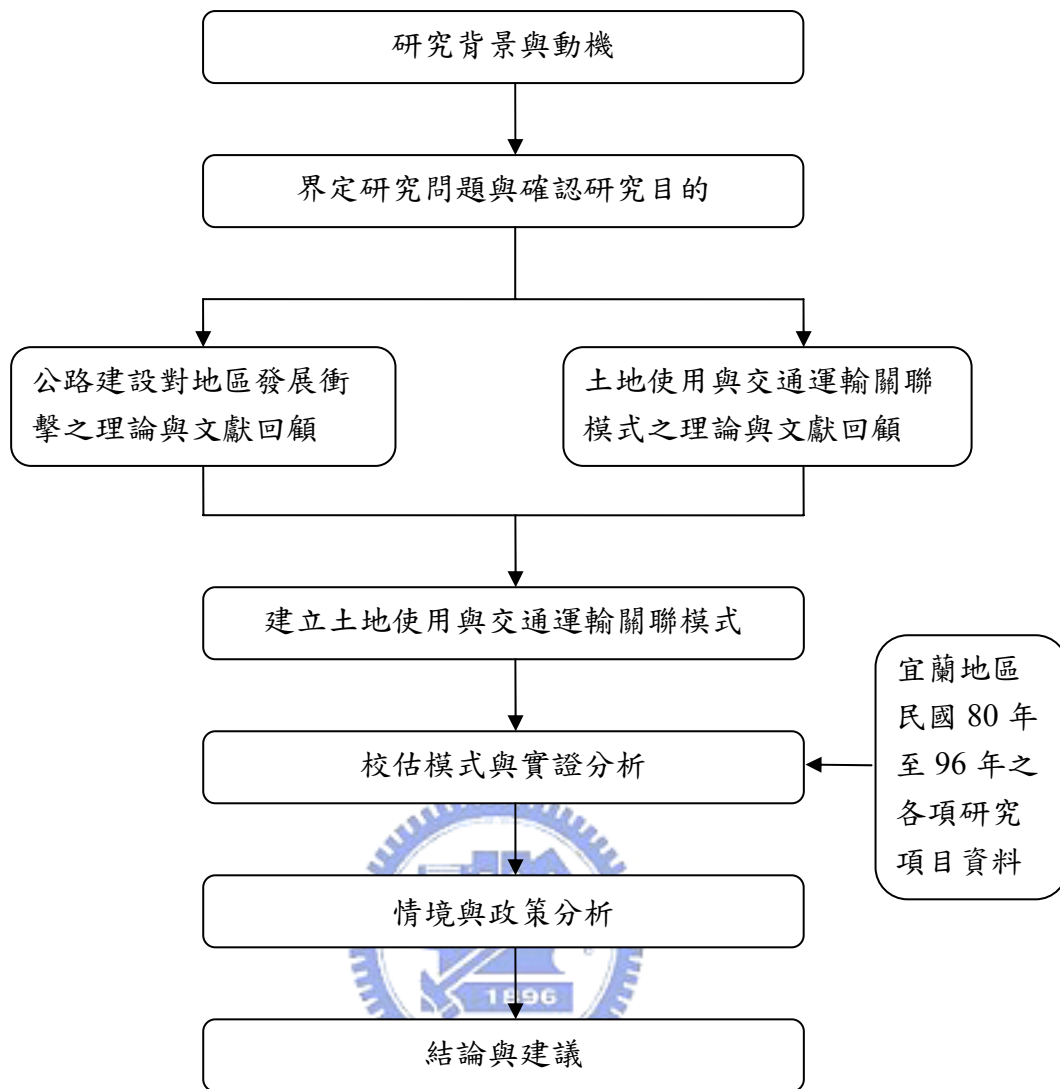 研究背景與動機
界定研究問題與確認研究目的
公路建設對地區發展衝
擊之理論與文獻回顧
土地使用與交通運輸關聯
模式之理論與文獻回顧
建立土地使用與交通運輸關聯模式
宜蘭地區
民國 80 年
至 96 年之
各項研究
項目資料
校估模式與實證分析
情境與政策分析
1896
結論與建議